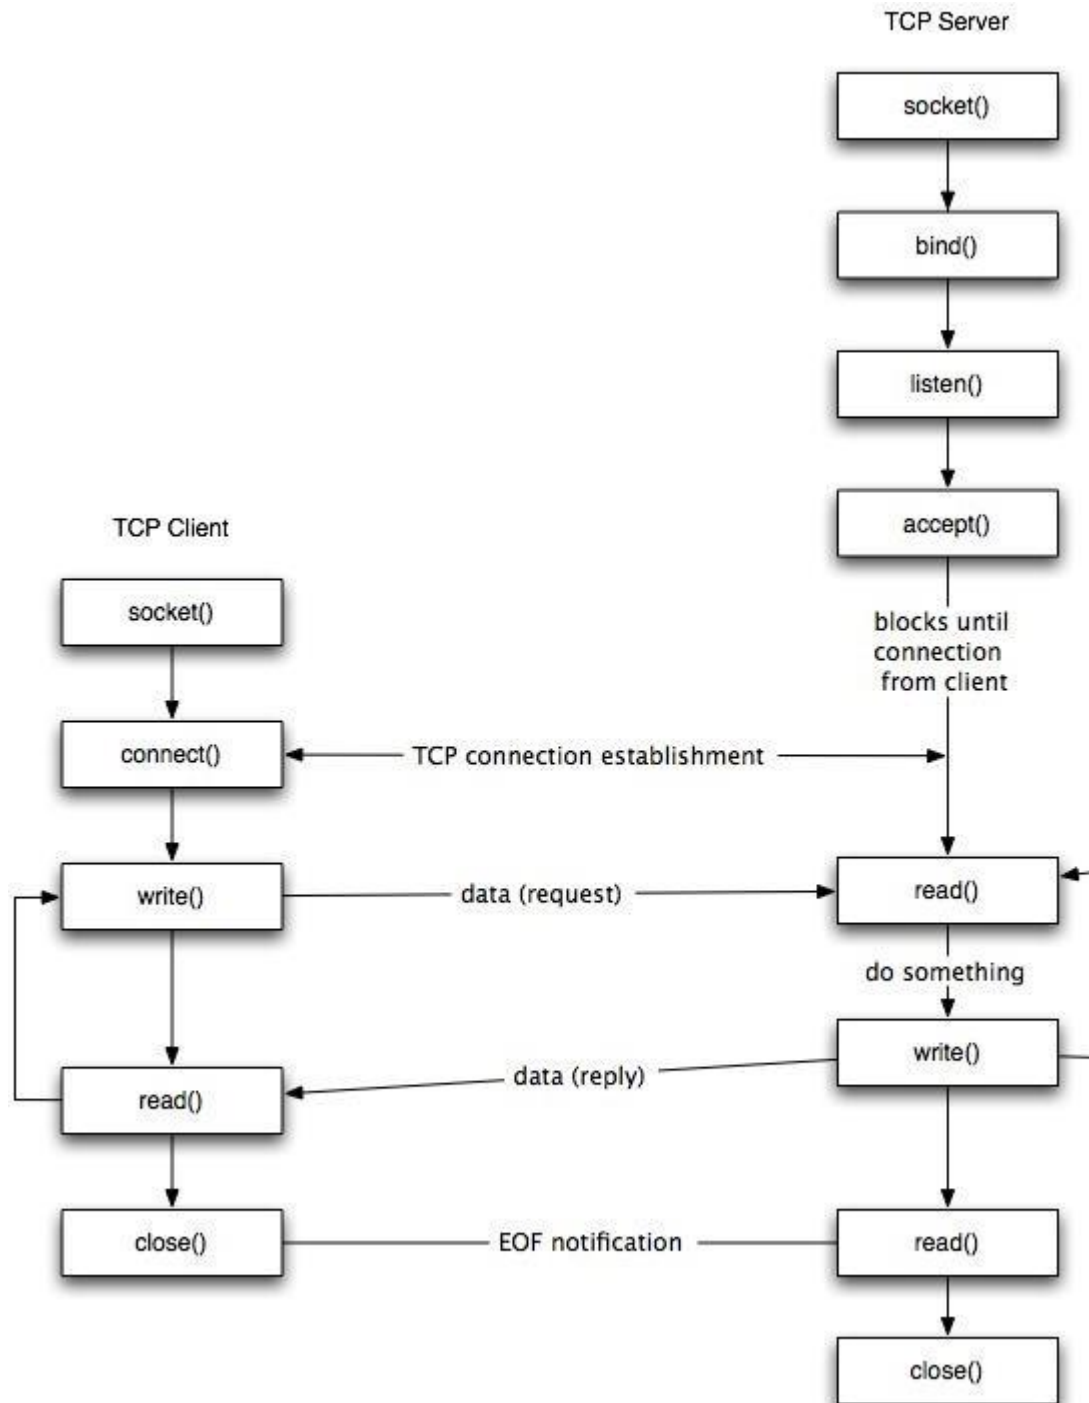 TCP Server
socket()
bind()
listen()
accept()
TCP Client
socket()
blocks until
connection
from client
connect()
TCP connection establishment
write()
data (request)
read()
do something
write()
data (reply)
read()
close()
EOF notification
read()
close()